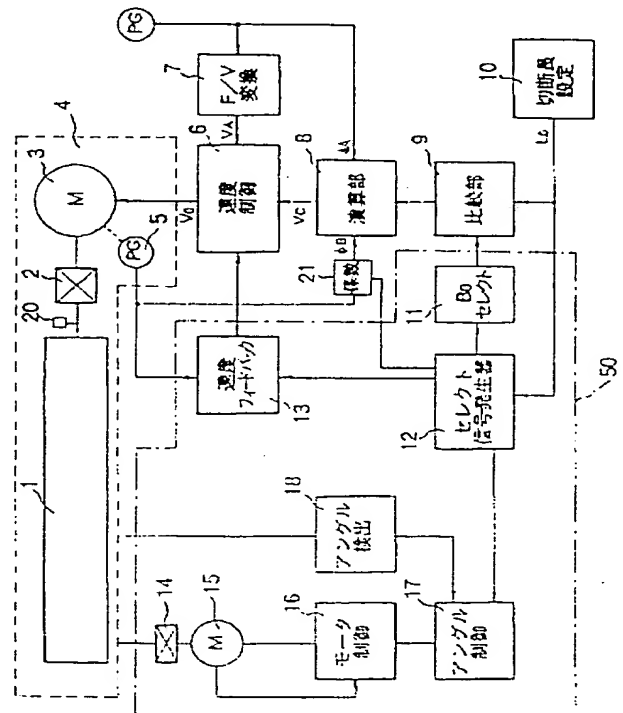 1
20
2
3
M
4
PG
5
PG
7
F/V
変換
VA
6
速度
制御
V0
VC
8
演算部
φA
φB
21
係数
9
比較部
10
切断長
設定
L0
11
B0
セレクト
12
セレクト
信号発生器
13
速度
フィードバック
50
14
15
M
16
モータ
制御
17
アングル
制御
18
アングル
検出